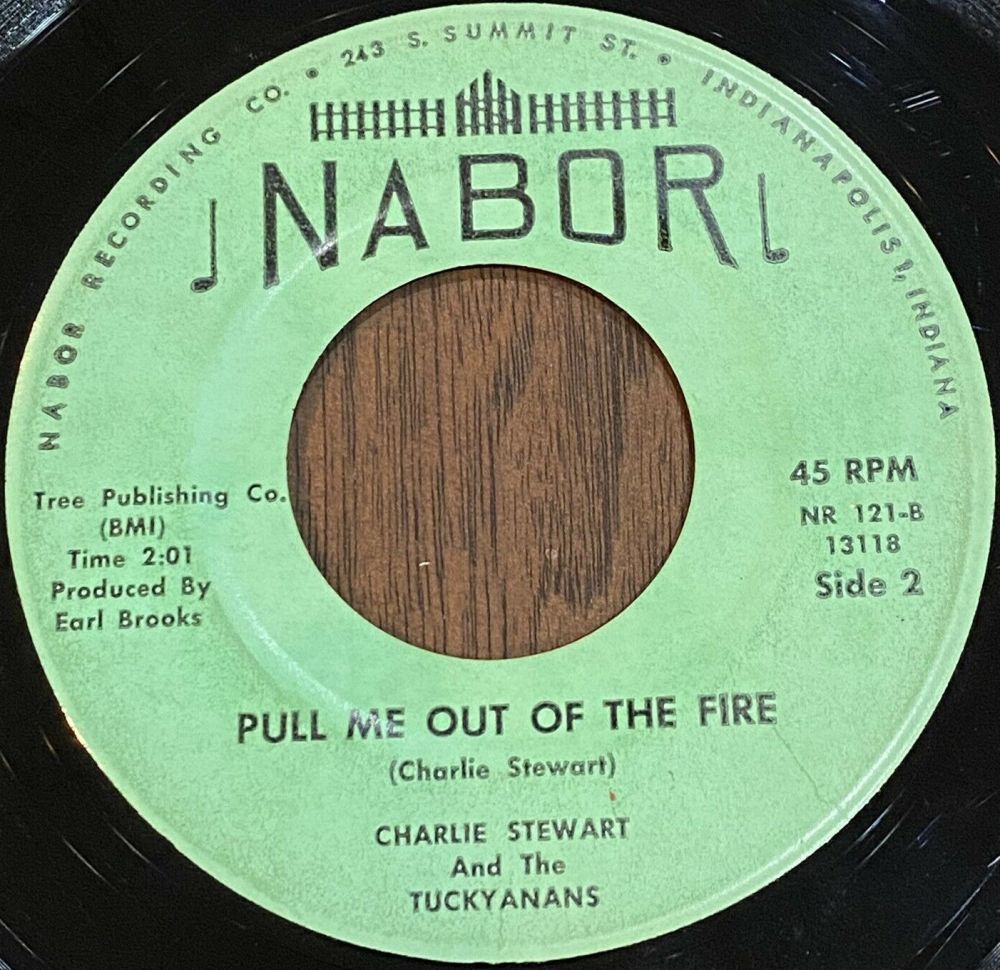 NABOR RECORDING CO. • 243 S. SUMMIT ST. • INDIANAPOLIS 1, INDIANA
NABOR
Tree Publishing Co.
(BMI)
Time 2:01
Produced By
Earl Brooks
45 RPM
NR 121-B
13118
Side 2
PULL ME OUT OF THE FIRE
(Charlie Stewart)
CHARLIE STEWART
And The
TUCKYANANS